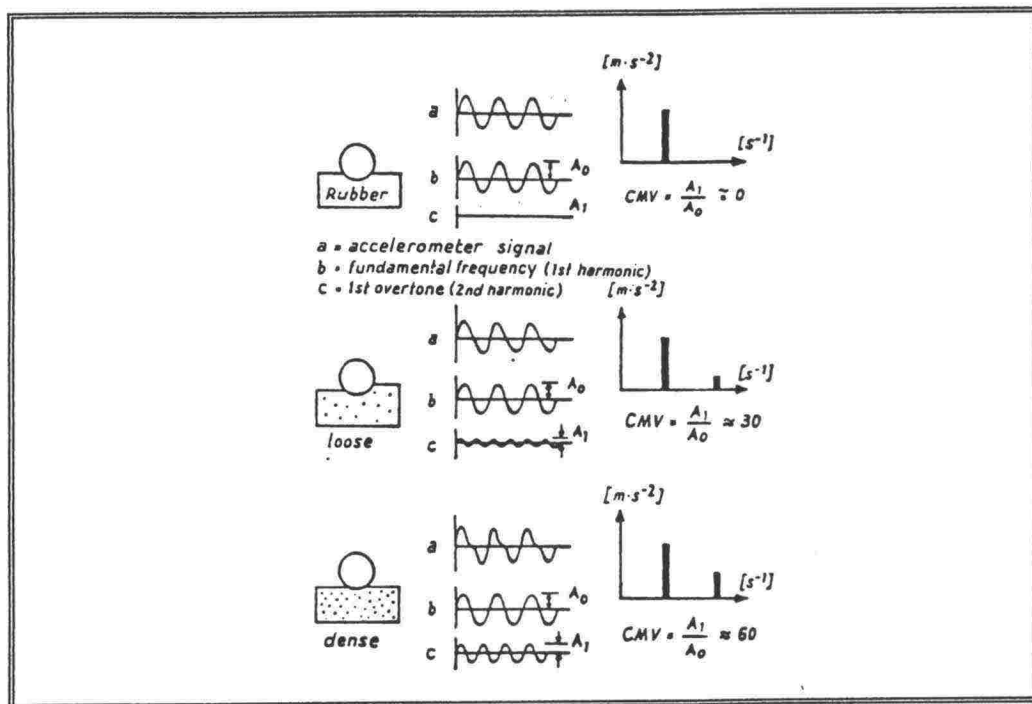 [m·s⁻²]
a
[s⁻¹]
b
A₀
Rubber
CMV = A₁/A₀ ≈ 0
c
A₁
a = accelerometer signal
b = fundamental frequency (1st harmonic)
c = 1st overtone (2nd harmonic)
[m·s⁻²]
a
[s⁻¹]
b
A₀
CMV = A₁/A₀ ≈ 30
loose
c
A₁
[m·s⁻²]
a
[s⁻¹]
b
A₀
dense
CMV = A₁/A₀ ≈ 60
c
A₁